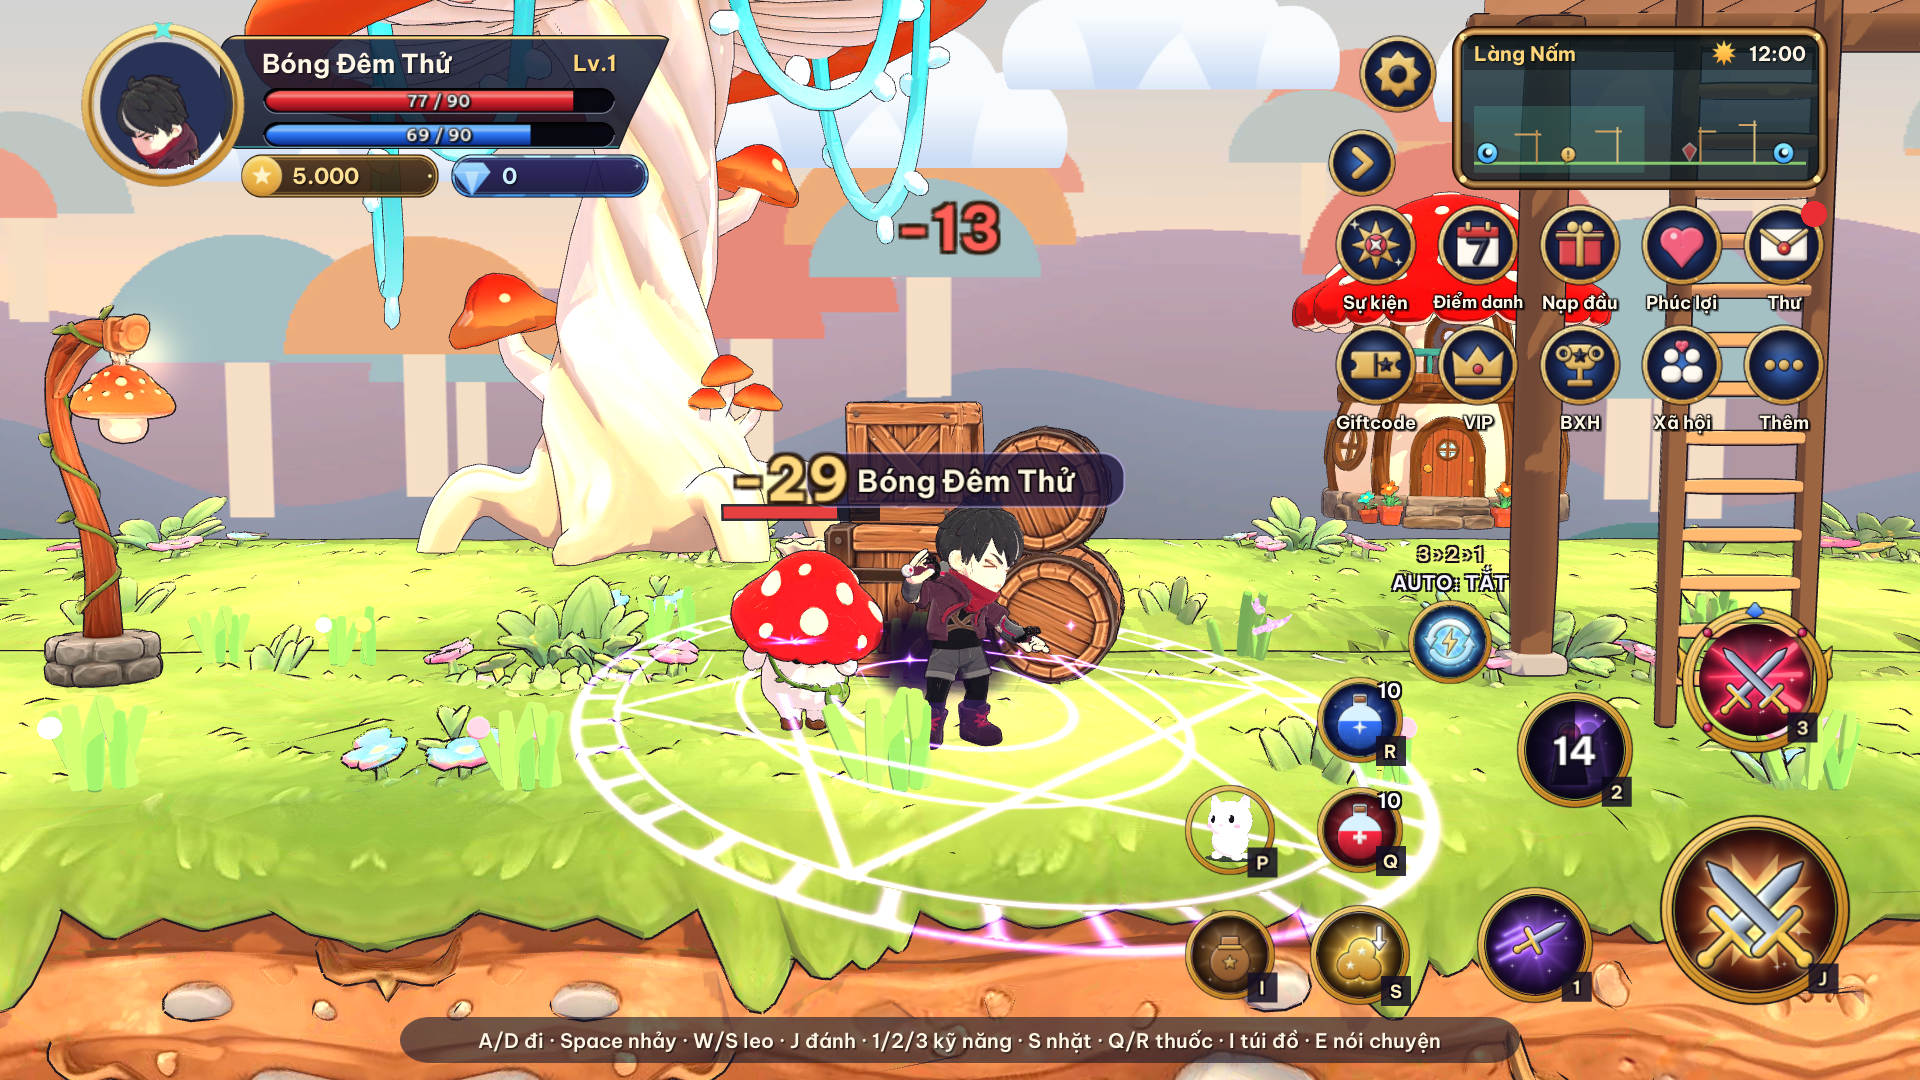 Bóng Đêm Thử
Lv.1
77 / 90
69 / 90
5.000
0
Làng Nấm
12:00
-13
7
Sự kiện
Điểm danh
Nạp đầu
Phúc lợi
Thư
Giftcode
VIP
BXH
Xã hội
Thêm
-29
Bóng Đêm Thử
3»2»1
AUTO: TẮT
10
R
14
2
3
10
Q
P
I
S
1
J
A/D đi · Space nhảy · W/S leo · J đánh · 1/2/3 kỹ năng · S nhặt · Q/R thuốc · I túi đồ · E nói chuyện